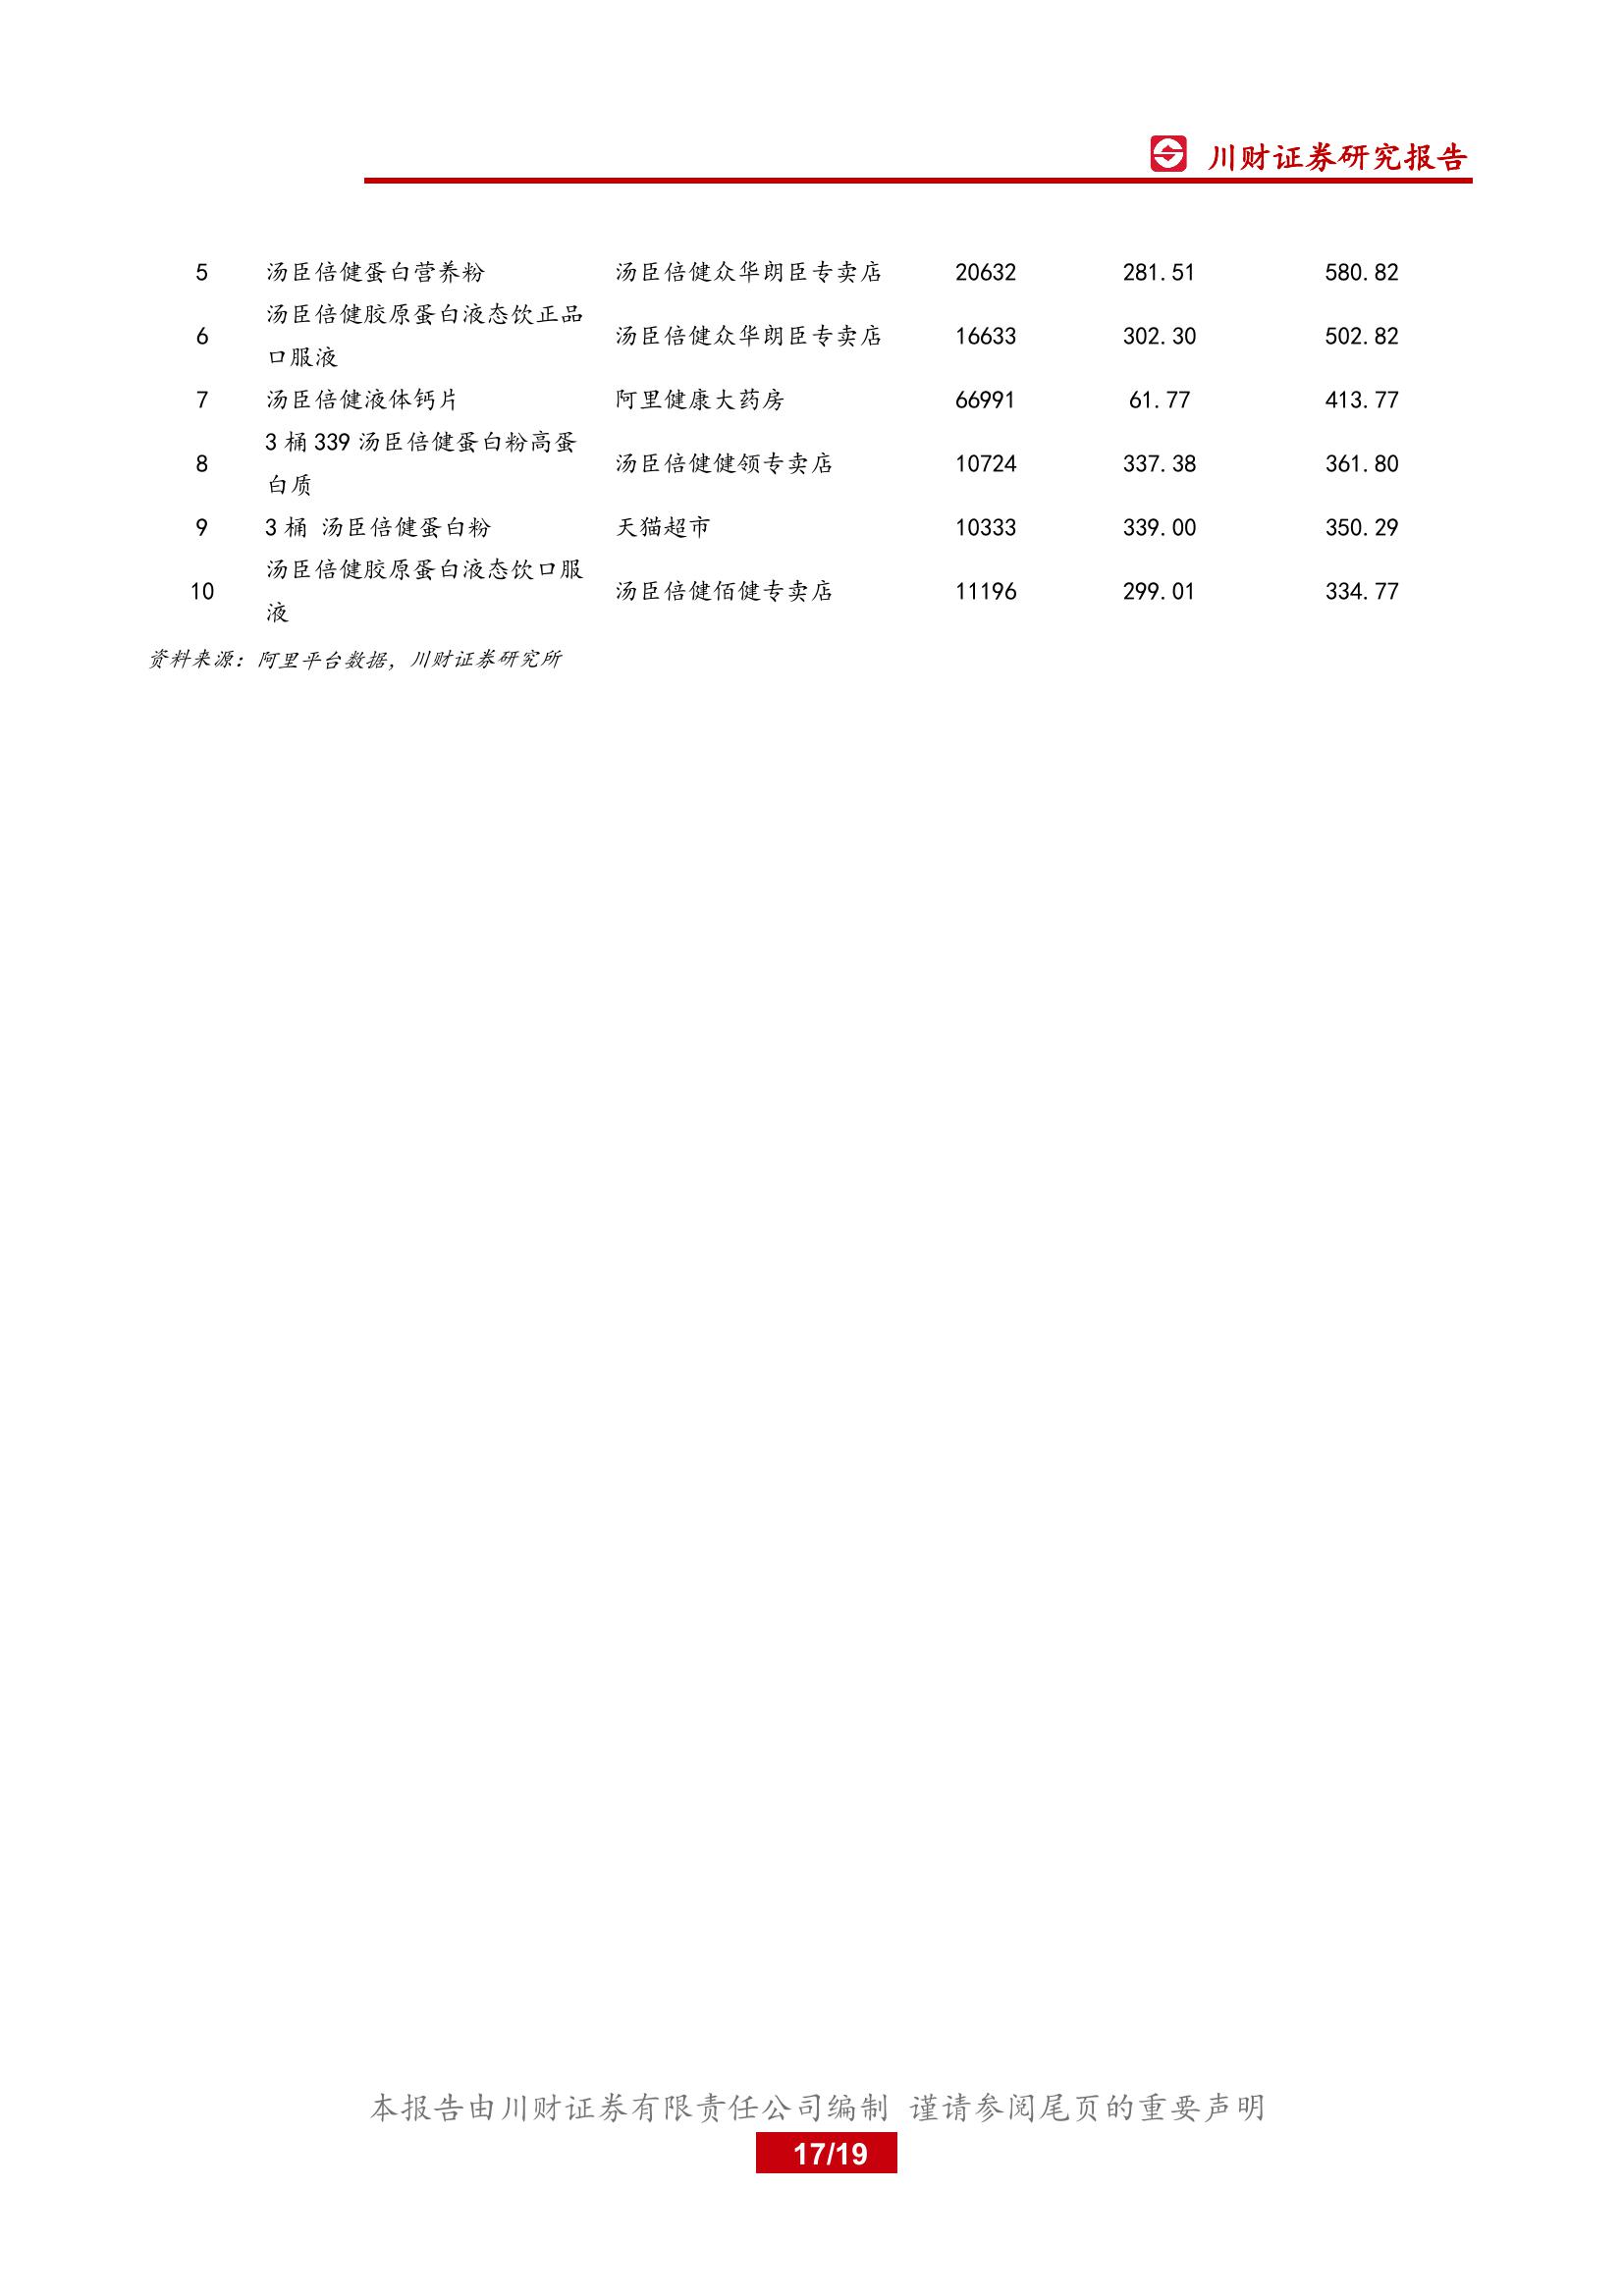 川财证券研究报告
5 汤臣倍健蛋白营养粉 汤臣倍健众华朗臣专卖店 20632 281.51 580.82
汤臣倍健胶原蛋白液态饮正品
6 汤臣倍健众华朗臣专卖店 16633 302.30 502.82
口服液
7 汤臣倍健液体钙片 阿里健康大药房 66991 61.77 413.77
3 桶 339 汤臣倍健蛋白粉高蛋
8 汤臣倍健健领专卖店 10724 337.38 361.80
白质
9 3 桶 汤臣倍健蛋白粉 天猫超市 10333 339.00 350.29
汤臣倍健胶原蛋白液态饮口服
10 汤臣倍健佰健专卖店 11196 299.01 334.77
液
资料来源：阿里平台数据，川财证券研究所
本报告由川财证券有限责任公司编制 谨请参阅尾页的重要声明
17/19